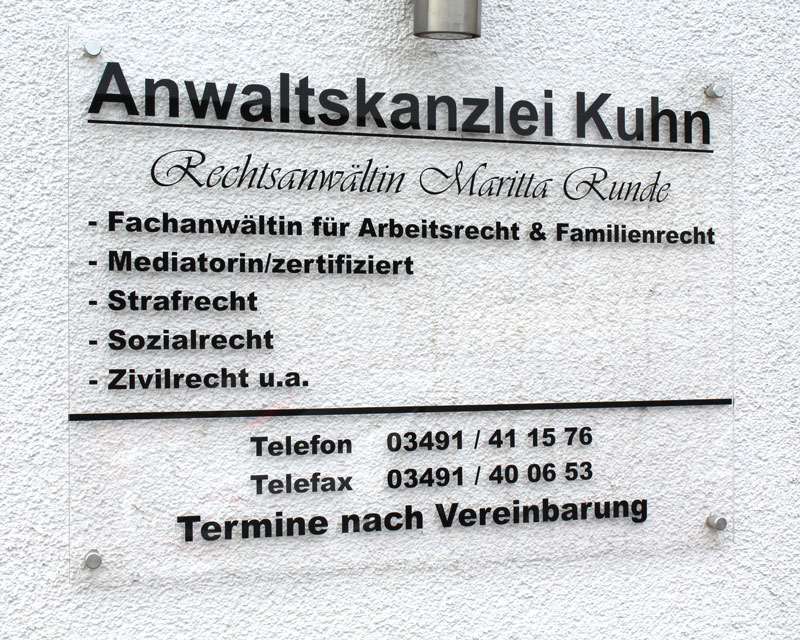 Anwaltskanzlei Kuhn
Rechtsanwältin Maritta Runde
- Fachanwältin für Arbeitsrecht & Familienrecht
- Mediatorin/zertifiziert
- Strafrecht
- Sozialrecht
- Zivilrecht u.a.
Telefon 03491 / 41 15 76
Telefax 03491 / 40 06 53
Termine nach Vereinbarung